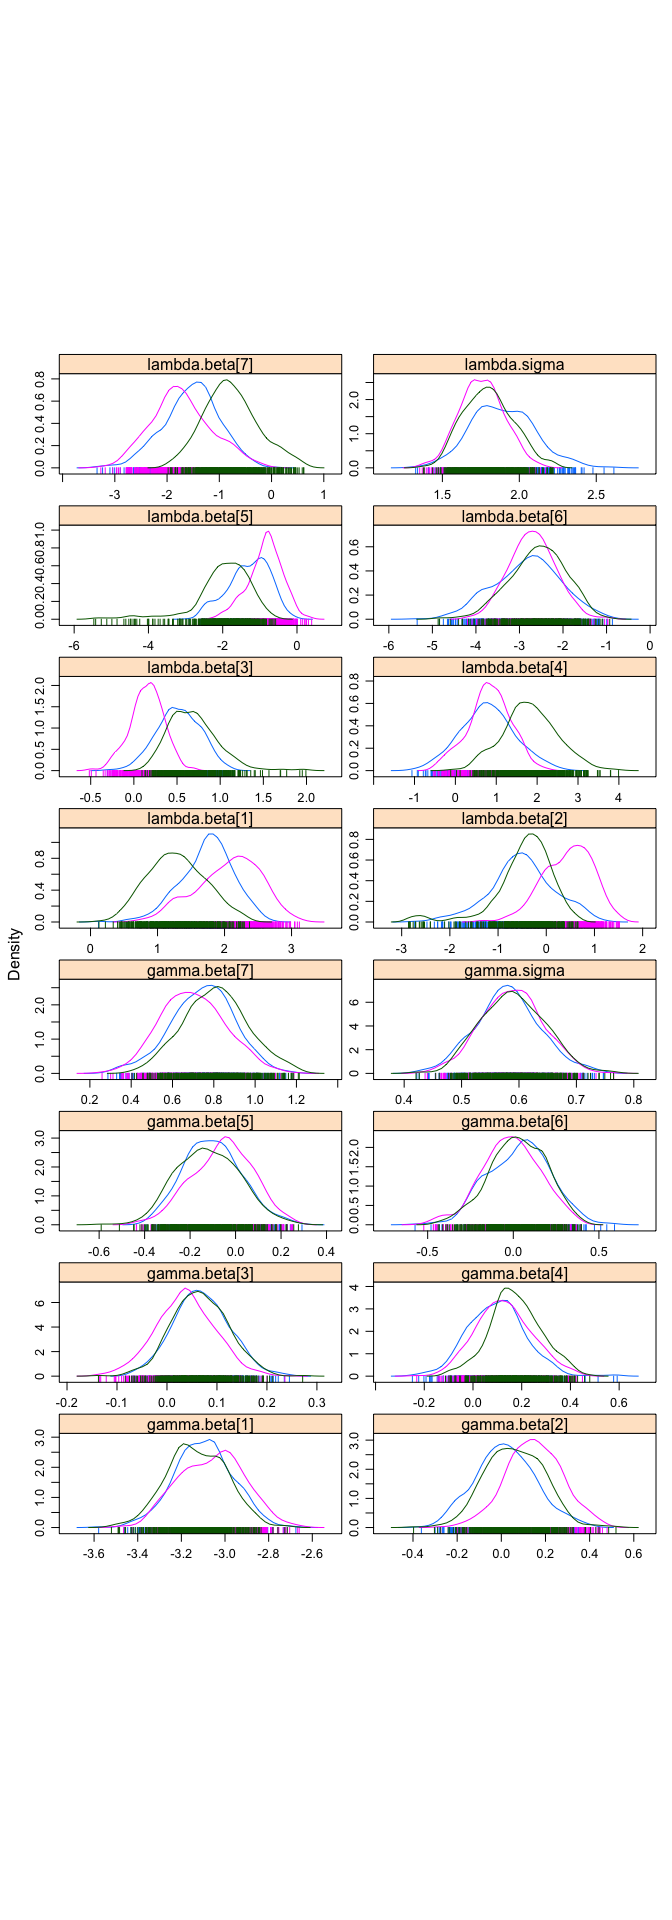 lambda.beta[7] lambda.sigma
0.0 0.2 0.4 0.6 0.8
0.0 1.0 2.0
-3 -2 -1 0 1
1.5 2.0 2.5
lambda.beta[5] lambda.beta[6]
0.0 0.2 0.4 0.6 0.8 1.0
0.0 0.2 0.4 0.6
-6 -4 -2 0
-6 -5 -4 -3 -2 -1 0
lambda.beta[3] lambda.beta[4]
0.0 0.5 1.0 1.5 2.0
0.0 0.2 0.4 0.6 0.8
-0.5 0.0 0.5 1.0 1.5 2.0
-1 0 1 2 3 4
lambda.beta[1] lambda.beta[2]
0.0 0.4 0.8
0.0 0.2 0.4 0.6 0.8
0 1 2 3
-3 -2 -1 0 1 2
Density
gamma.beta[7] gamma.sigma
0.0 1.0 2.0
0 2 4 6
0.2 0.4 0.6 0.8 1.0 1.2
0.4 0.5 0.6 0.7 0.8
gamma.beta[5] gamma.beta[6]
0.0 1.0 2.0 3.0
0.0 0.5 1.0 1.5 2.0
-0.6 -0.4 -0.2 0.0 0.2 0.4
-0.5 0.0 0.5
gamma.beta[3] gamma.beta[4]
0 2 4 6
0 1 2 3 4
-0.2 -0.1 0.0 0.1 0.2 0.3
-0.2 0.0 0.2 0.4 0.6
gamma.beta[1] gamma.beta[2]
0.0 1.0 2.0 3.0
0.0 1.0 2.0 3.0
-3.6 -3.4 -3.2 -3.0 -2.8 -2.6
-0.4 -0.2 0.0 0.2 0.4 0.6